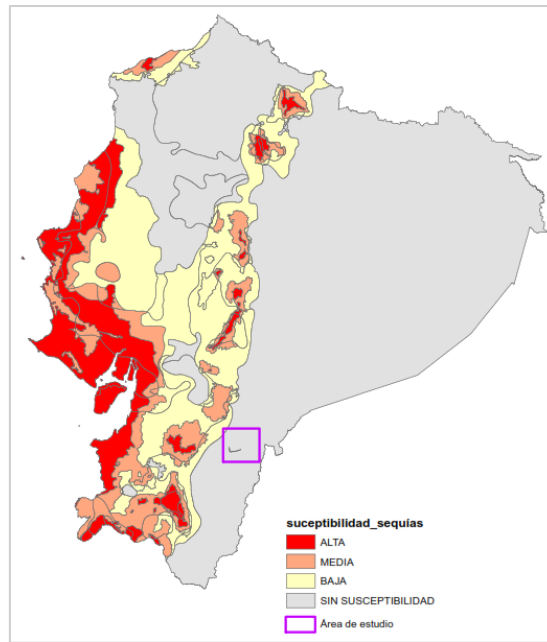 suceptibilidad_sequías
ALTA
MEDIA
BAJA
SIN SUSCEPTIBILIDAD
Área de estudio